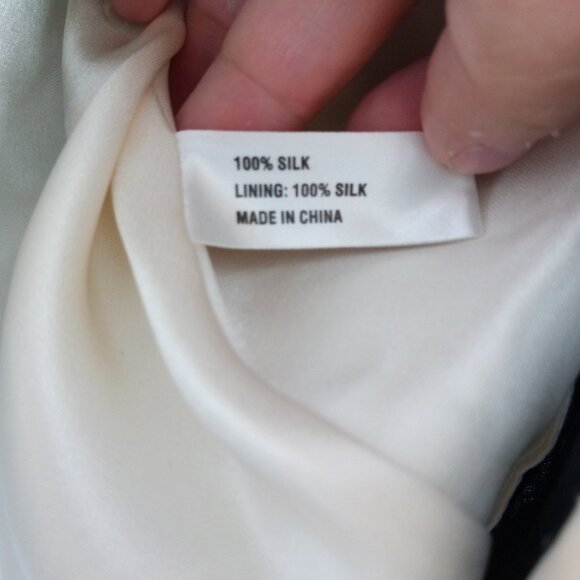 100% SILK
LINING: 100% SILK
MADE IN CHINA